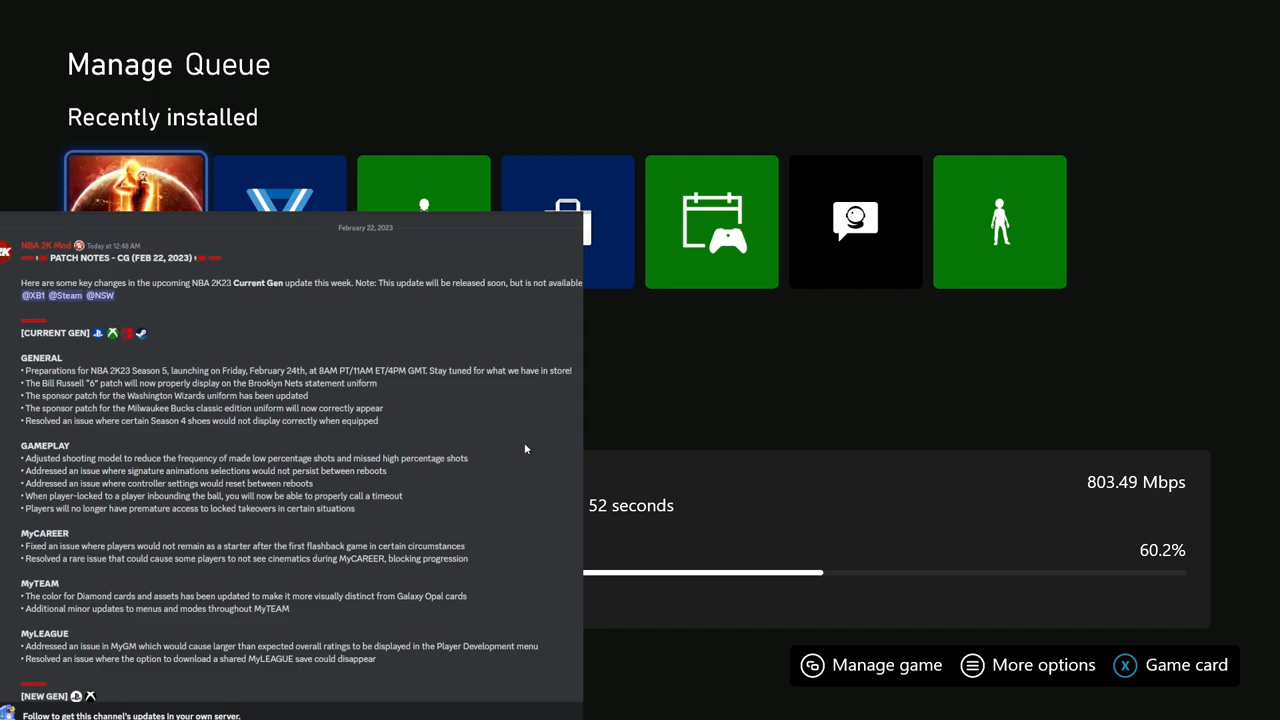 Manage Queue
Recently installed
February 22, 2023
NBA 2K Mod Today at 12:48 AM
PATCH NOTES - CG (FEB 22, 2023)
Here are some key changes in the upcoming NBA 2K23 Current Gen update this week. Note: This update will be released soon, but is not available
@XB1 @Steam @NSW
[CURRENT GEN]
GENERAL
• Preparations for NBA 2K23 Season 5, launching on Friday, February 24th, at 8AM PT/11AM ET/4PM GMT. Stay tuned for what we have in store!
• The Bill Russell "6" patch will now properly display on the Brooklyn Nets statement uniform
• The sponsor patch for the Washington Wizards uniform has been updated
• The sponsor patch for the Milwaukee Bucks classic edition uniform will now correctly appear
• Resolved an issue where certain Season 4 shoes would not display correctly when equipped
GAMEPLAY
• Adjusted shooting model to reduce the frequency of made low percentage shots and missed high percentage shots
• Addressed an issue where signature animations selections would not persist between reboots
• Addressed an issue where controller settings would reset between reboots
• When player-locked to a player inbounding the ball, you will now be able to properly call a timeout
• Players will no longer have premature access to locked takeovers in certain situations
MyCAREER
• Fixed an issue where players would not remain as a starter after the first flashback game in certain circumstances
• Resolved a rare issue that could cause some players to not see cinematics during MyCAREER, blocking progression
MyTEAM
• The color for Diamond cards and assets has been updated to make it more visually distinct from Galaxy Opal cards
• Additional minor updates to menus and modes throughout MyTEAM
MyLEAGUE
• Addressed an issue in MyGM which would cause larger than expected overall ratings to be displayed in the Player Development menu
• Resolved an issue where the option to download a shared MyLEAGUE save could disappear
[NEW GEN]
Follow to get this channel's updates in your own server.
803.49 Mbps
52 seconds
60.2%
Manage game
More options
X Game card